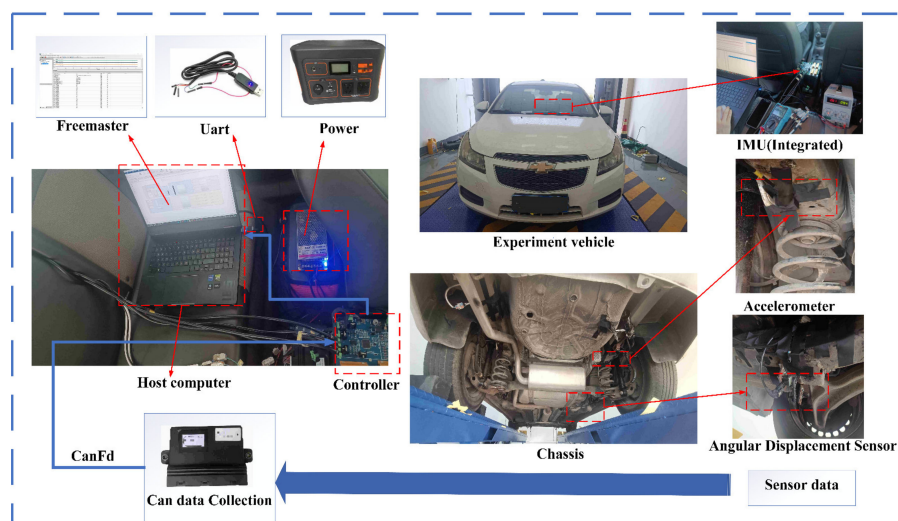 Freemaster
Uart
Power
IMU(Integrated)
Experiment vehicle
Accelerometer
Host computer
Controller
Chassis
Angular Displacement Sensor
CanFd
Can data Collection
Sensor data